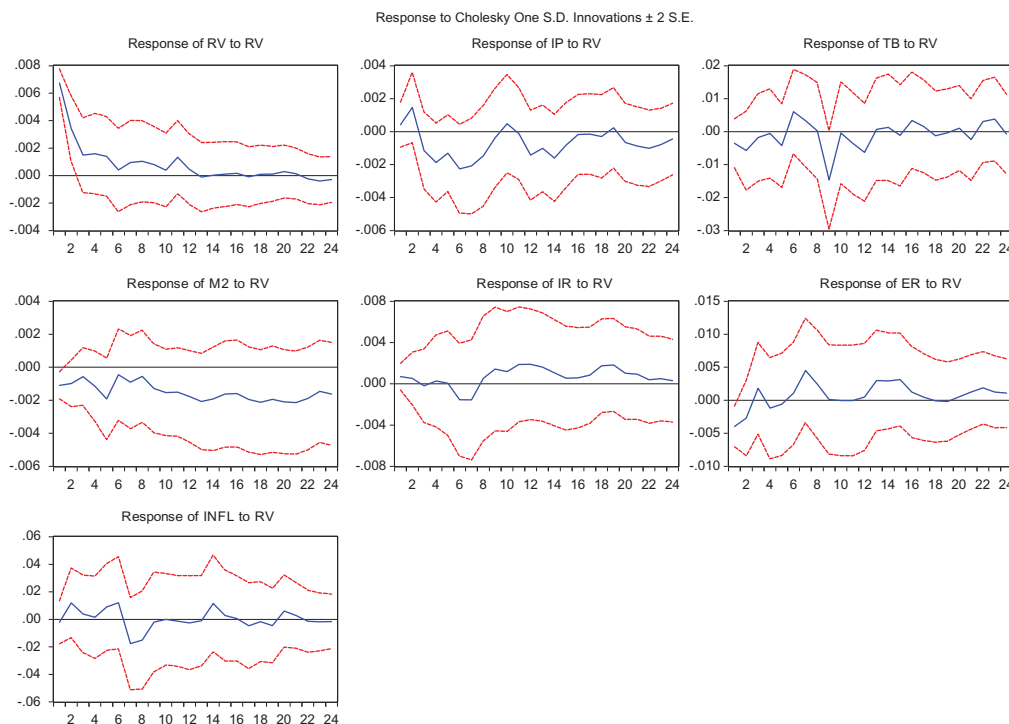 Response to Cholesky One S.D. Innovations ± 2 S.E.
Response of RV to RV
.008
.006
.004
.002
.000
-.002
-.004
2 4 6 8 10 12 14 16 18 20 22 24
Response of IP to RV
.004
.002
.000
-.002
-.004
-.006
2 4 6 8 10 12 14 16 18 20 22 24
Response of TB to RV
.02
.01
.00
-.01
-.02
-.03
2 4 6 8 10 12 14 16 18 20 22 24
Response of M2 to RV
.004
.002
.000
-.002
-.004
-.006
2 4 6 8 10 12 14 16 18 20 22 24
Response of IR to RV
.008
.004
.000
-.004
-.008
2 4 6 8 10 12 14 16 18 20 22 24
Response of ER to RV
.015
.010
.005
.000
-.005
-.010
2 4 6 8 10 12 14 16 18 20 22 24
Response of INFL to RV
.06
.04
.02
.00
-.02
-.04
-.06
2 4 6 8 10 12 14 16 18 20 22 24